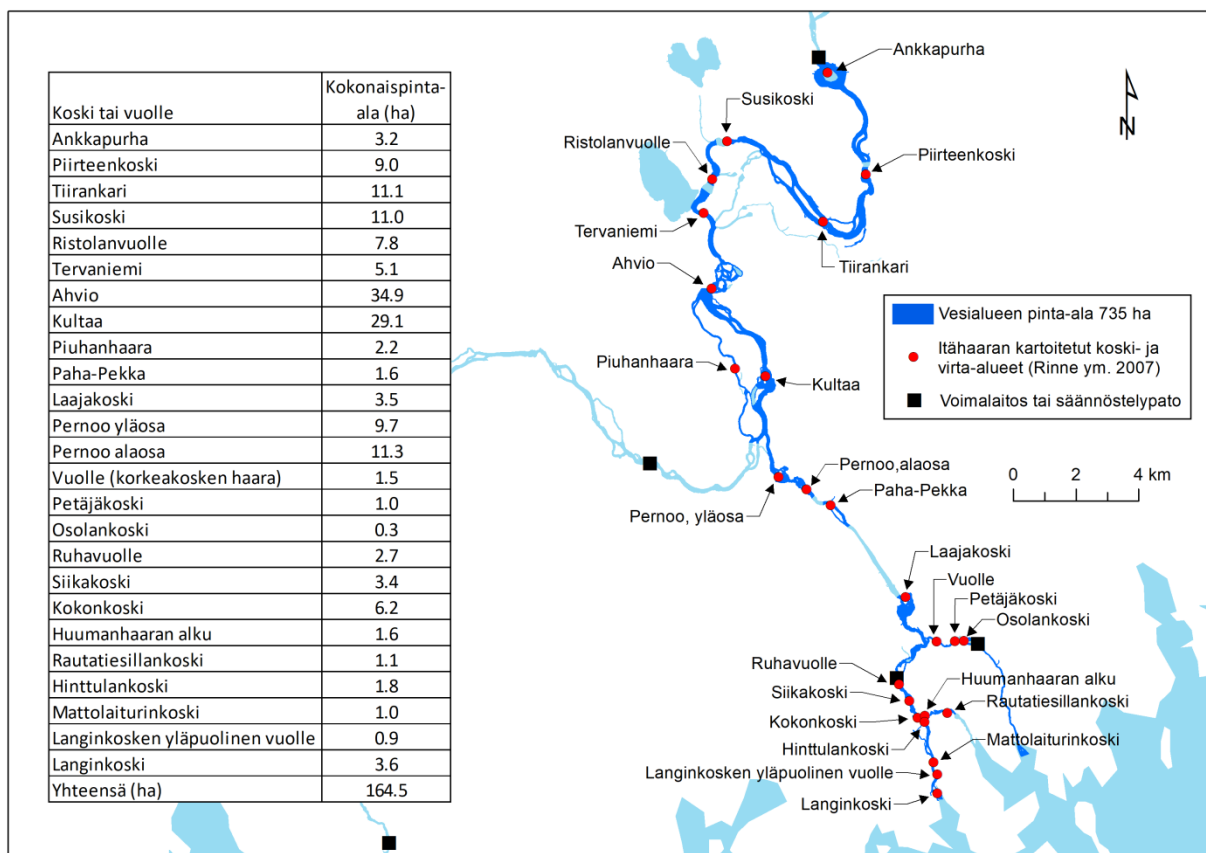 Koski tai vuolle Kokonaispinta-
ala (ha)
Ankkapurha 3.2
Piirteenkoski 9.0
Tiirankari 11.1
Susikoski 11.0
Ristolanvuolle 7.8
Tervaniemi 5.1
Ahvio 34.9
Kultaa 29.1
Piuhanhaara 2.2
Paha-Pekka 1.6
Laajakoski 3.5
Pernoo yläosa 9.7
Pernoo alaosa 11.3
Vuolle (korkeakosken haara) 1.5
Petäjäkoski 1.0
Osolankoski 0.3
Ruhavuolle 2.7
Siikakoski 3.4
Kokonkoski 6.2
Huumanhaaran alku 1.6
Rautatiesillankoski 1.1
Hinttulankoski 1.8
Mattolaiturinkoski 1.0
Langinkosken yläpuolinen vuolle 0.9
Langinkoski 3.6
Yhteensä (ha) 164.5
Ankkapurha
Susikoski
Ristolanvuolle
Piirteenkoski
Tervaniemi
Tiirankari
Ahvio
Piuhanhaara
Kultaa
Pernoo,alaosa
Paha-Pekka
Pernoo, yläosa
Laajakoski
Vuolle
Petäjäkoski
Osolankoski
Ruhavuolle
Huumanhaaran alku
Siikakoski
Rautatiesillankoski
Kokonkoski
Hinttulankoski
Mattolaiturinkoski
Langinkosken yläpuolinen vuolle
Langinkoski
N
Vesialueen pinta-ala 735 ha
Itähaaran kartoitetut koski- ja
virta-alueet (Rinne ym. 2007)
Voimalaitos tai säännöstelypato
0 2 4 km